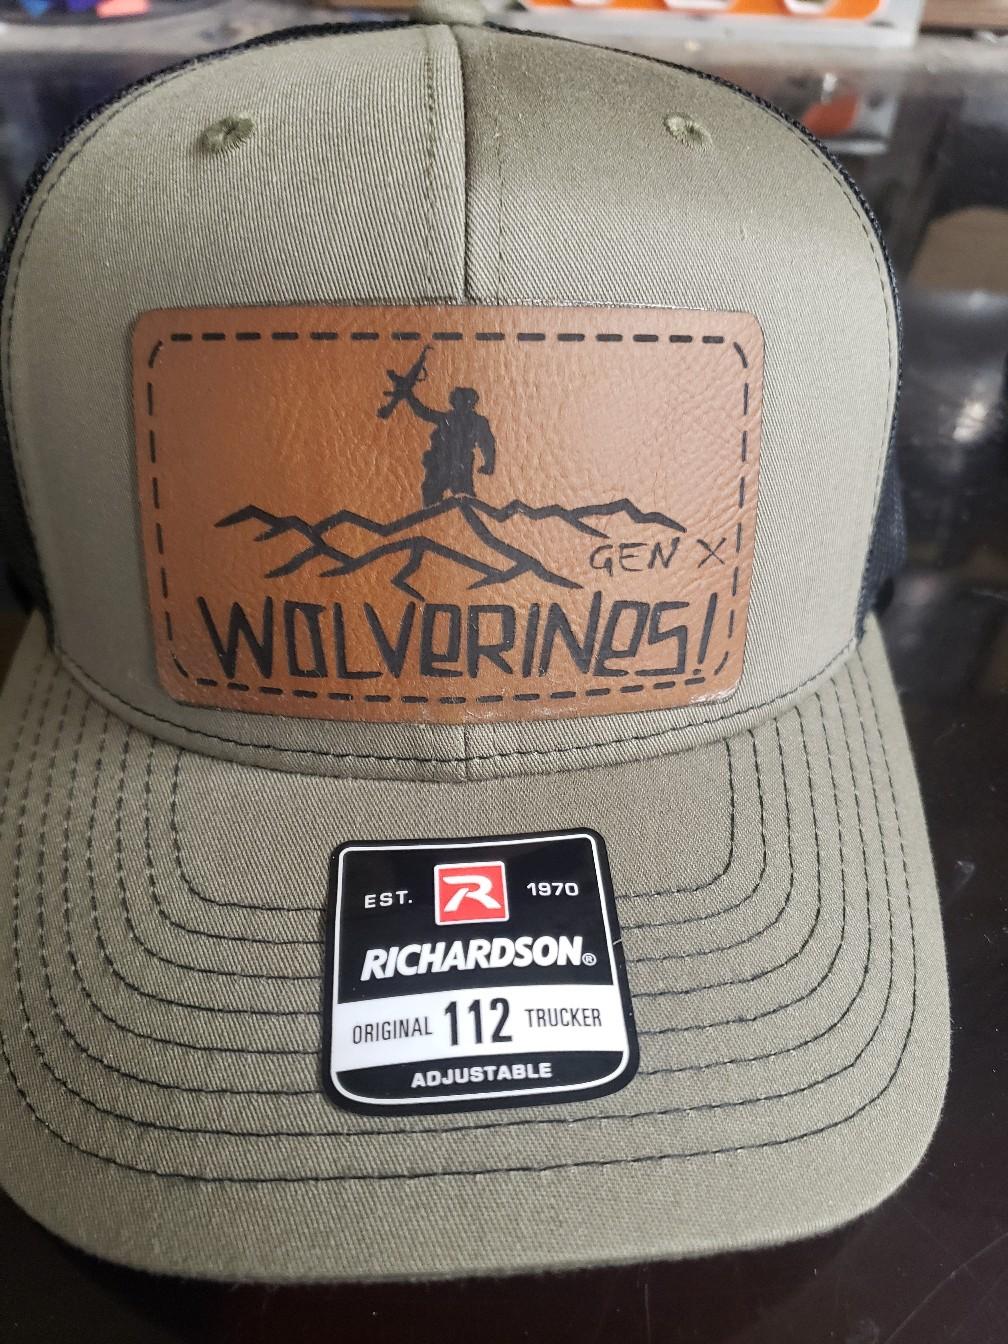 GEN X
WOLVERINES!
EST. R 1970
RICHARDSON®
ORIGINAL 112 TRUCKER
ADJUSTABLE